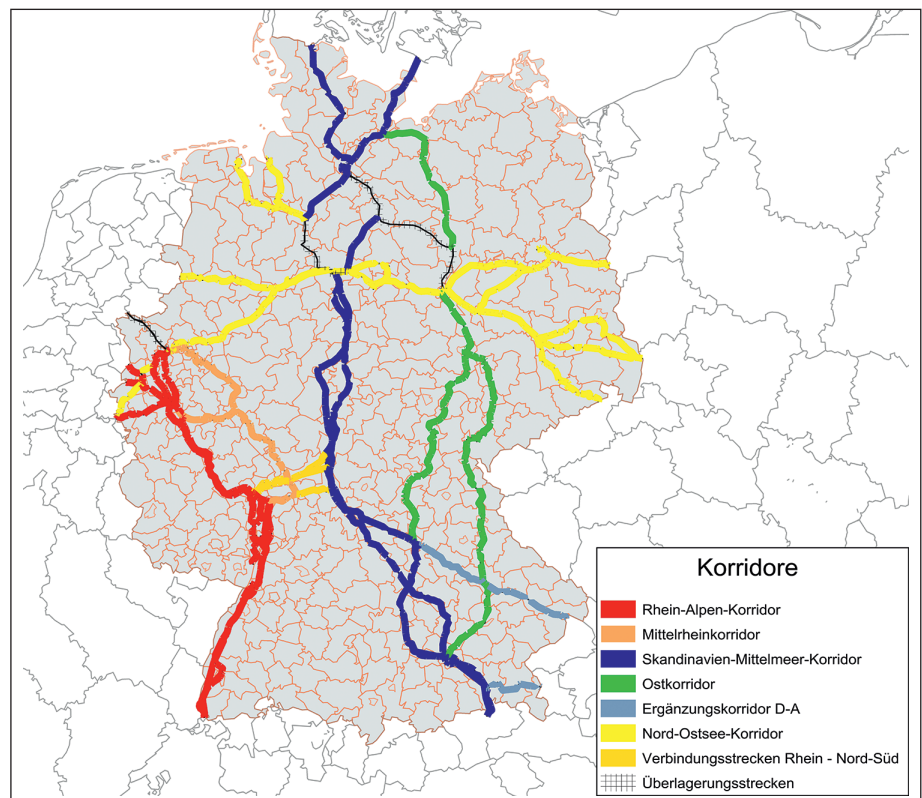 Korridore
Rhein-Alpen-Korridor
Mittelrheinkorridor
Skandinavien-Mittelmeer-Korridor
Ostkorridor
Ergänzungskorridor D-A
Nord-Ostsee-Korridor
Verbindungsstrecken Rhein - Nord-Süd
Überlagerungsstrecken